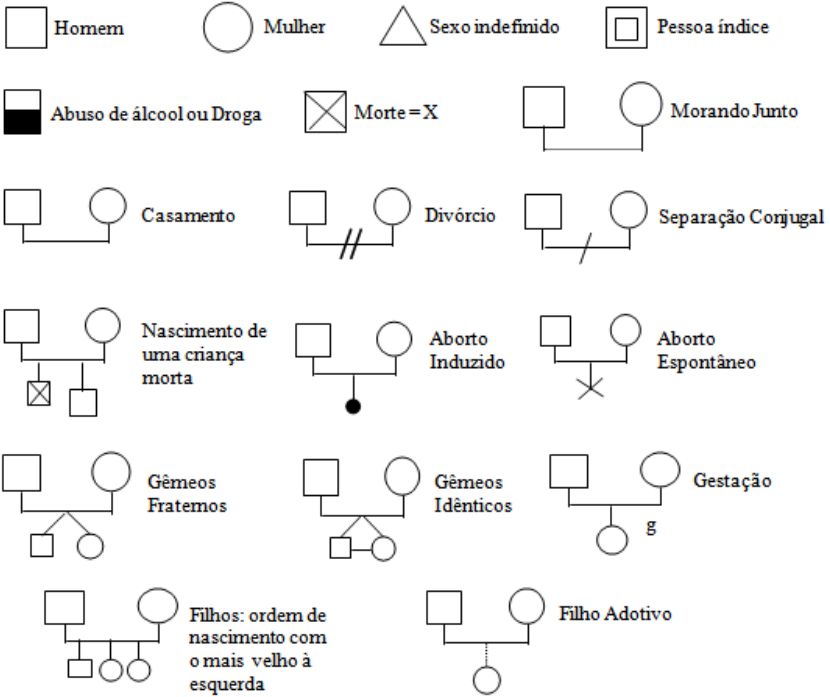 Homem
Mulher
Sexo indefinido
Pessoa índice
Abuso de álcool ou Droga
Morte = X
Morando Junto
Casamento
Divórcio
Separação Conjugal
Nascimento de
uma criança
morta
Aborto
Induzido
Aborto
Espontâneo
Gêmeos
Fraternos
Gêmeos
Idênticos
Gestação
g
Filhos: ordem de
nascimento com
o mais velho à
esquerda
Filho Adotivo